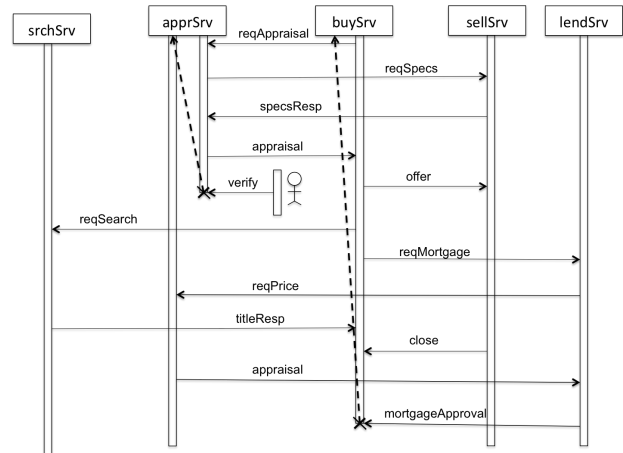 srchSrv
apprSrv
buySrv
sellSrv
lendSrv
reqAppraisal
reqSpecs
specsResp
appraisal
verify
offer
reqSearch
reqMortgage
reqPrice
titleResp
close
appraisal
mortgageApproval